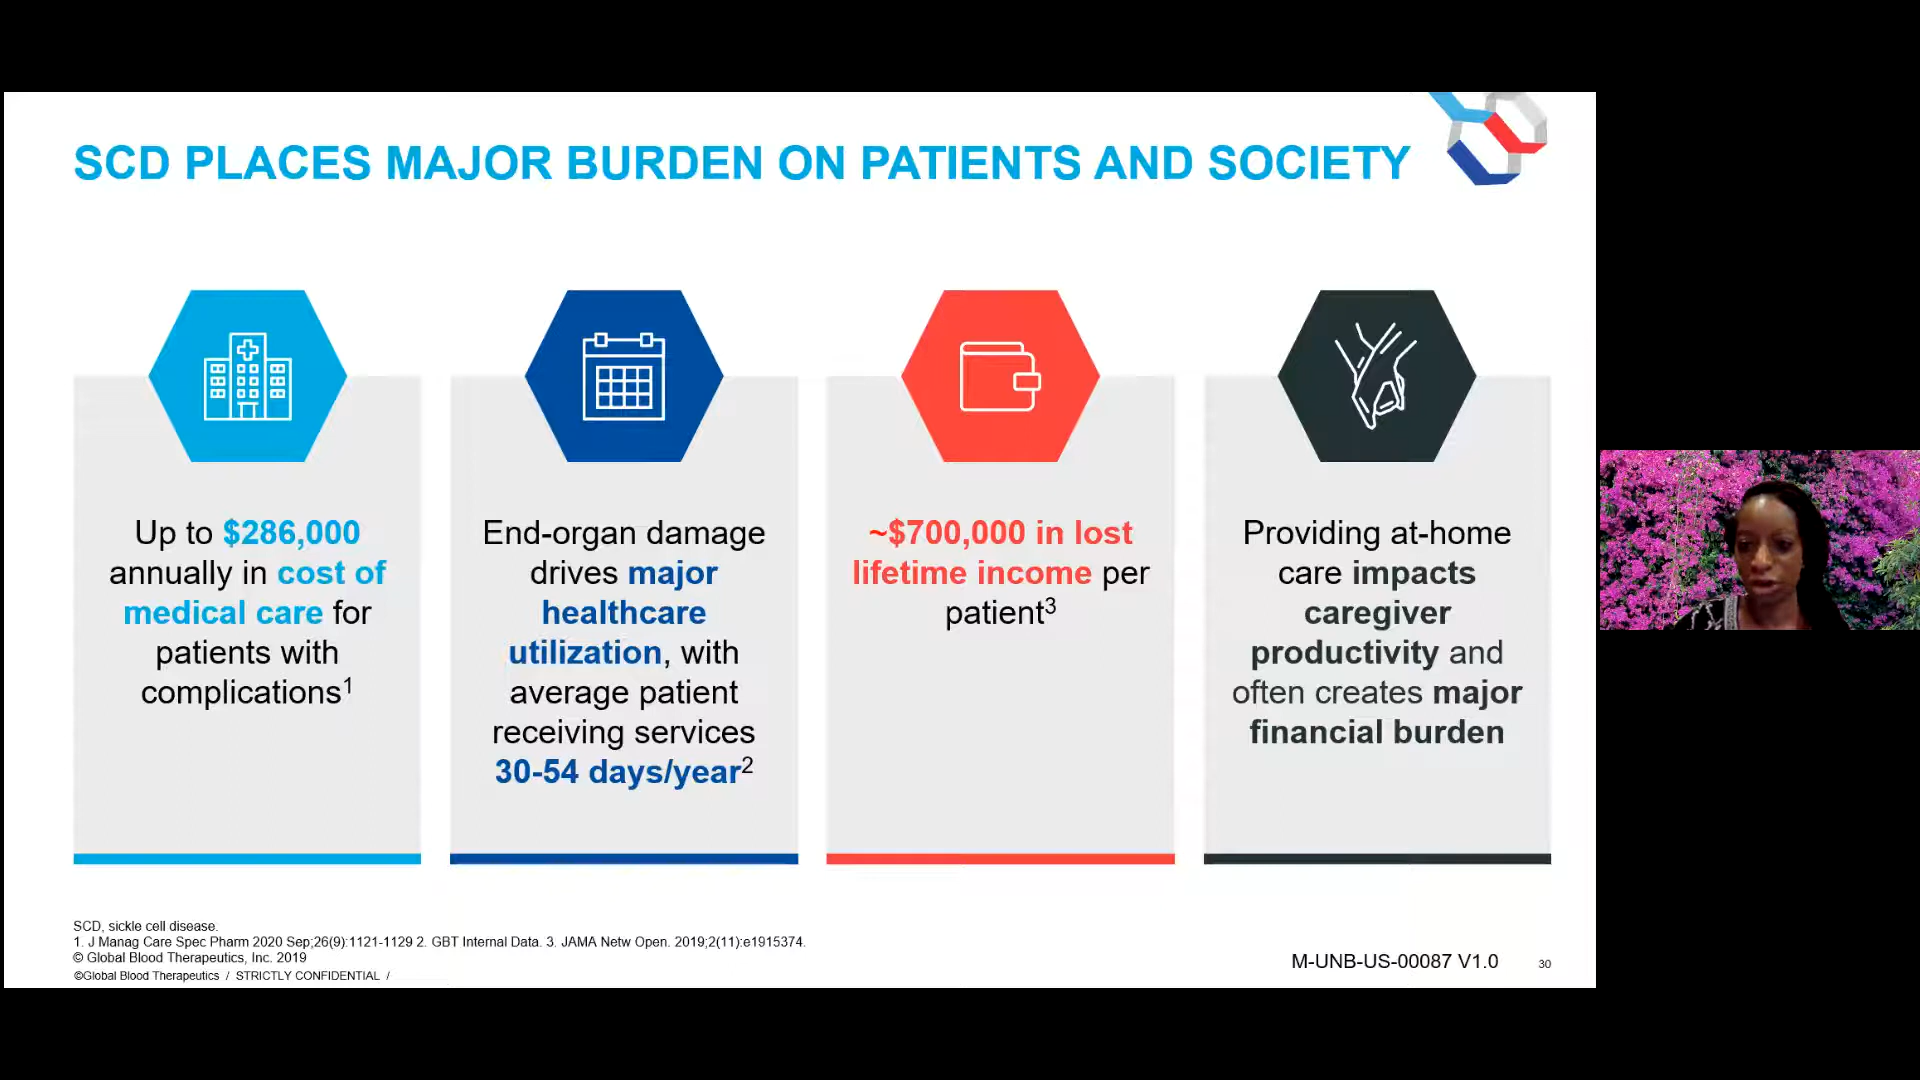 SCD PLACES MAJOR BURDEN ON PATIENTS AND SOCIETY
Up to $286,000
annually in cost of
medical care for
patients with
complications1
End-organ damage
drives major
healthcare
utilization, with
average patient
receiving services
30-54 days/year2
~$700,000 in lost
lifetime income per
patient3
Providing at-home
care impacts
caregiver
productivity and
often creates major
financial burden
SCD, sickle cell disease.
1. J Manag Care Spec Pharm 2020 Sep;26(9):1121-1129 2. GBT Internal Data. 3. JAMA Netw Open. 2019;2(11):e1915374.
© Global Blood Therapeutics, Inc. 2019
©Global Blood Therapeutics / STRICTLY CONFIDENTIAL /
M-UNB-US-00087 V1.0
30